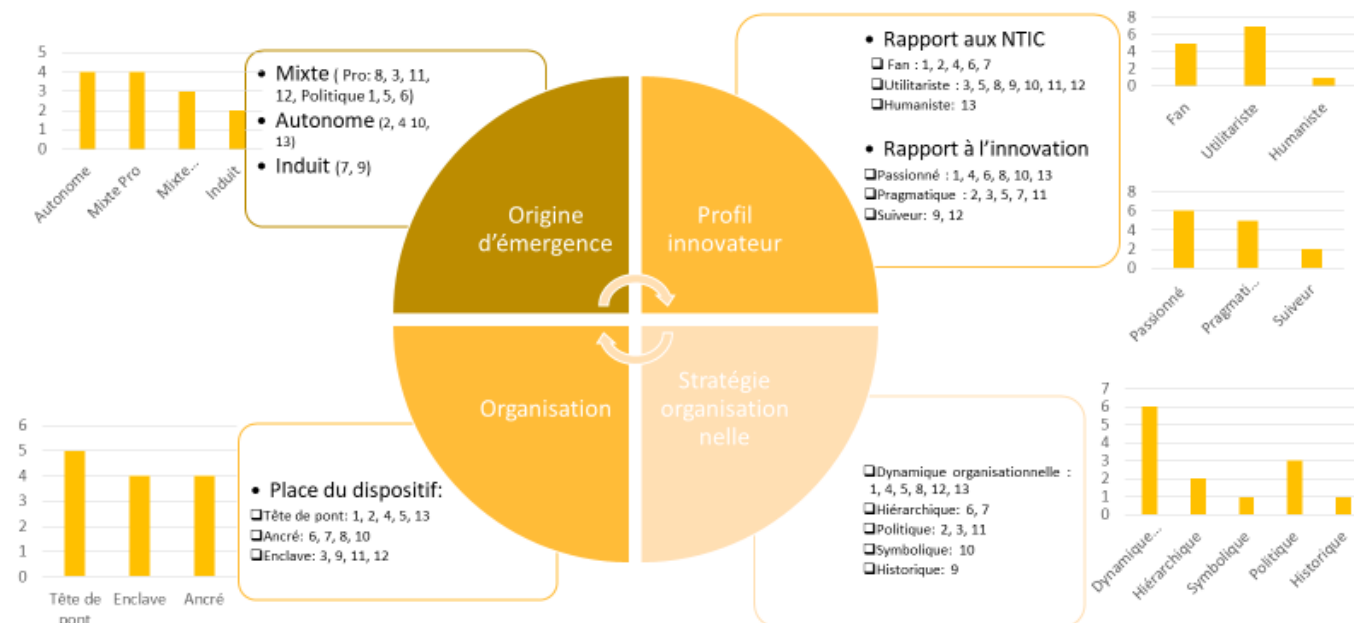 5
4
3
2
1
0
Autonome
Mixte Pro
Mixte...
Induit
• Mixte ( Pro: 8, 3, 11,
12, Politique 1, 5, 6)
• Autonome (2, 4 10,
13)
• Induit (7, 9)
Origine
d'émergence
Profil
innovateur
• Rapport aux NTIC
❑ Fan : 1, 2, 4, 6, 7
❑Utilitariste : 3, 5, 8, 9, 10, 11, 12
❑Humaniste: 13
• Rapport à l'innovation
❑Passionné : 1, 4, 6, 8, 10, 13
❑Pragmatique : 2, 3, 5, 7, 11
❑Suiveur: 9, 12
8
6
4
2
0
Fan
Utilitariste
Humaniste
8
6
4
2
0
Passionné
Pragmati...
Suiveur
Organisation
Stratégie
organisation
nelle
6
5
4
3
2
1
0
Tête de
pont
Enclave
Ancré
• Place du dispositif:
❑Tête de pont: 1, 2, 4, 5, 13
❑Ancré: 6, 7, 8, 10
❑Enclave: 3, 9, 11, 12
❑Dynamique organisationnelle :
1, 4, 5, 8, 12, 13
❑Hiérarchique: 6, 7
❑Politique: 2, 3, 11
❑Symbolique: 10
❑Historique: 9
7
6
5
4
3
2
1
0
Dynamique...
Hiérarchique
Symbolique
Politique
Historique